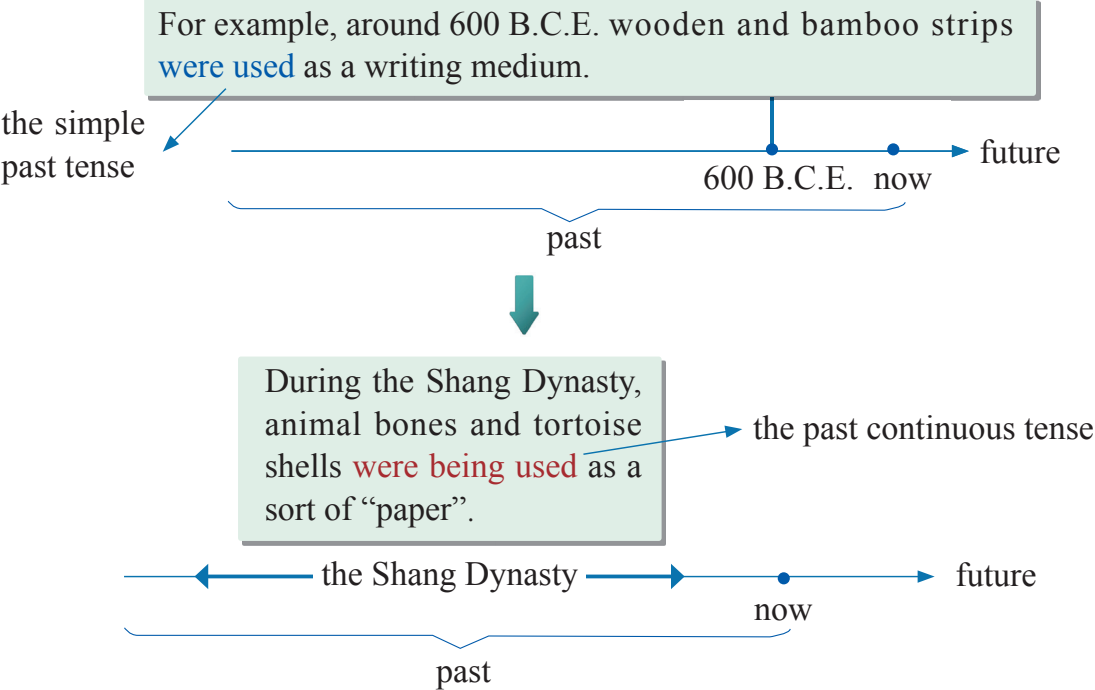 For example, around 600 B.C.E. wooden and bamboo strips
were used as a writing medium.
the simple
past tense
future
600 B.C.E. now
past
During the Shang Dynasty,
animal bones and tortoise
shells were being used as a
sort of “paper”.
the past continuous tense
the Shang Dynasty
future
now
past